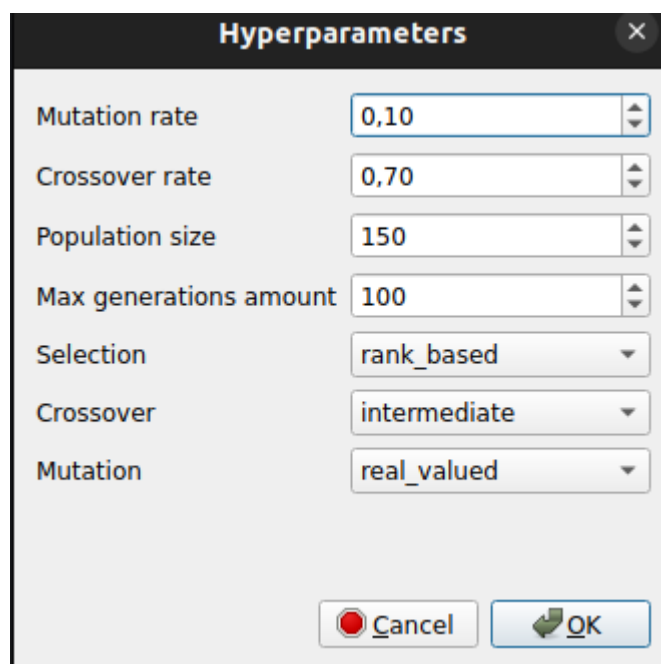 Hyperparameters
Mutation rate 0,10
Crossover rate 0,70
Population size 150
Max generations amount 100
Selection rank_based
Crossover intermediate
Mutation real_valued
Cancel OK